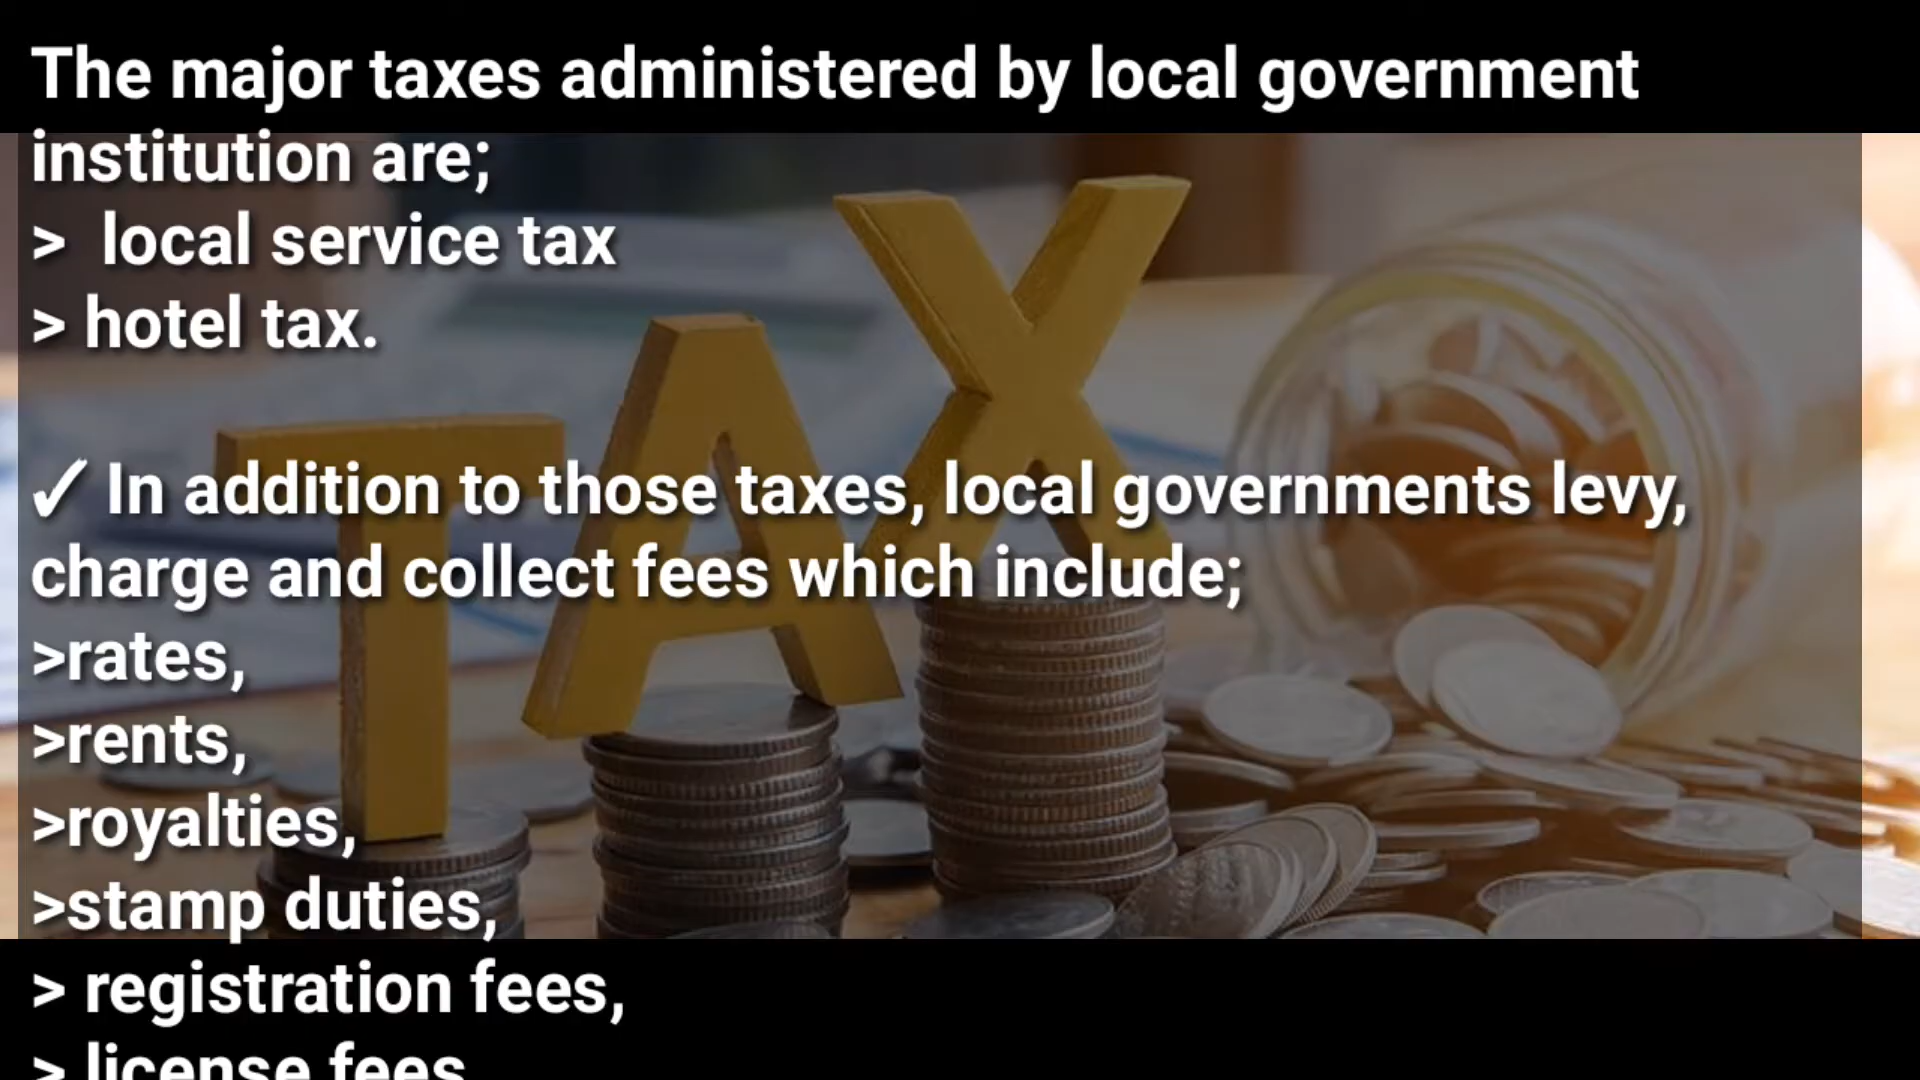 The major taxes administered by local government
institution are;
> local service tax
> hotel tax.
✓ In addition to those taxes, local governments levy,
charge and collect fees which include;
>rates,
>rents,
>royalties,
>stamp duties,
> registration fees,
> license fees
TAX